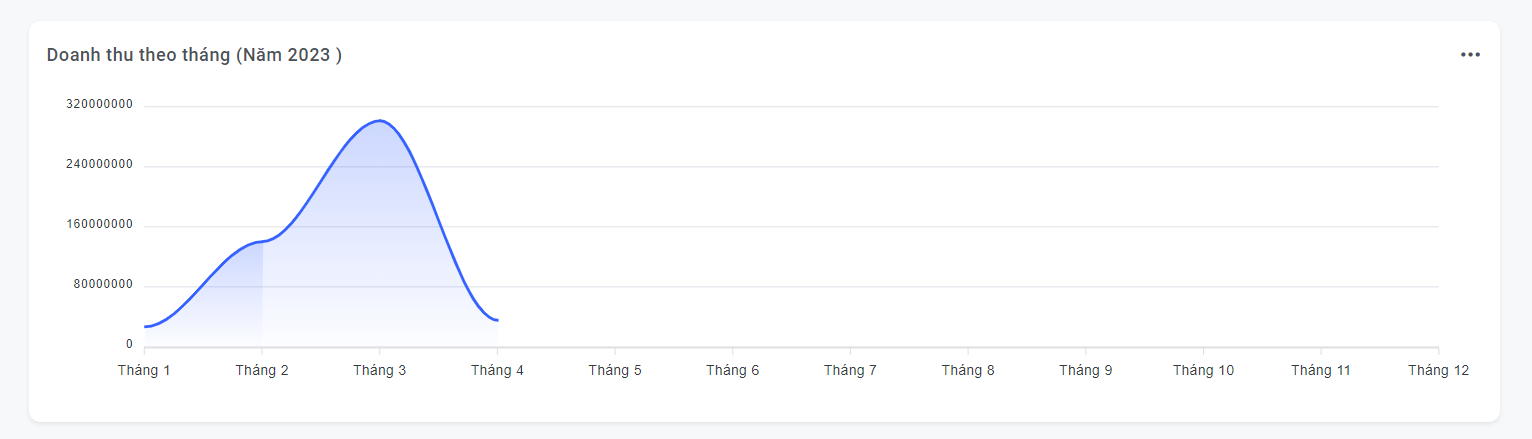 Doanh thu theo tháng (Năm 2023 )
320000000
240000000
160000000
80000000
0
Tháng 1 Tháng 2 Tháng 3 Tháng 4 Tháng 5 Tháng 6 Tháng 7 Tháng 8 Tháng 9 Tháng 10 Tháng 11 Tháng 12